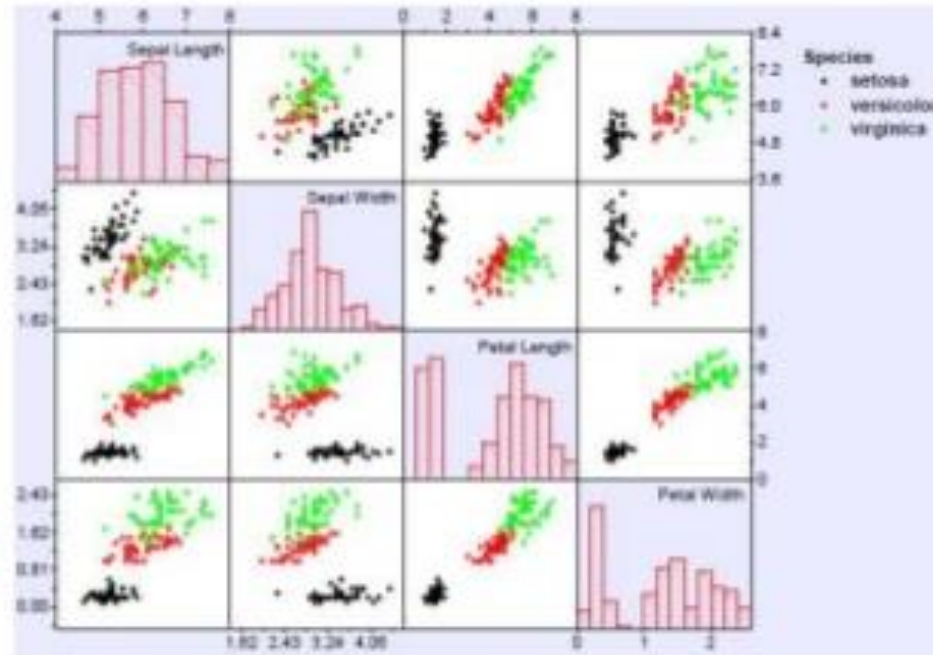 4 5 6 7 8 0 2 4 6 8
Sepal Length
8.4
7.2
6.0
4.8
3.6
Species
setosa
versicolor
virginica
Sepal Width
4.05
3.24
2.43
1.62
Petal Length
8
6
4
2
0
Petal Width
2.43
1.62
0.81
0.00
1.62 2.43 3.24 4.05 0 1 2